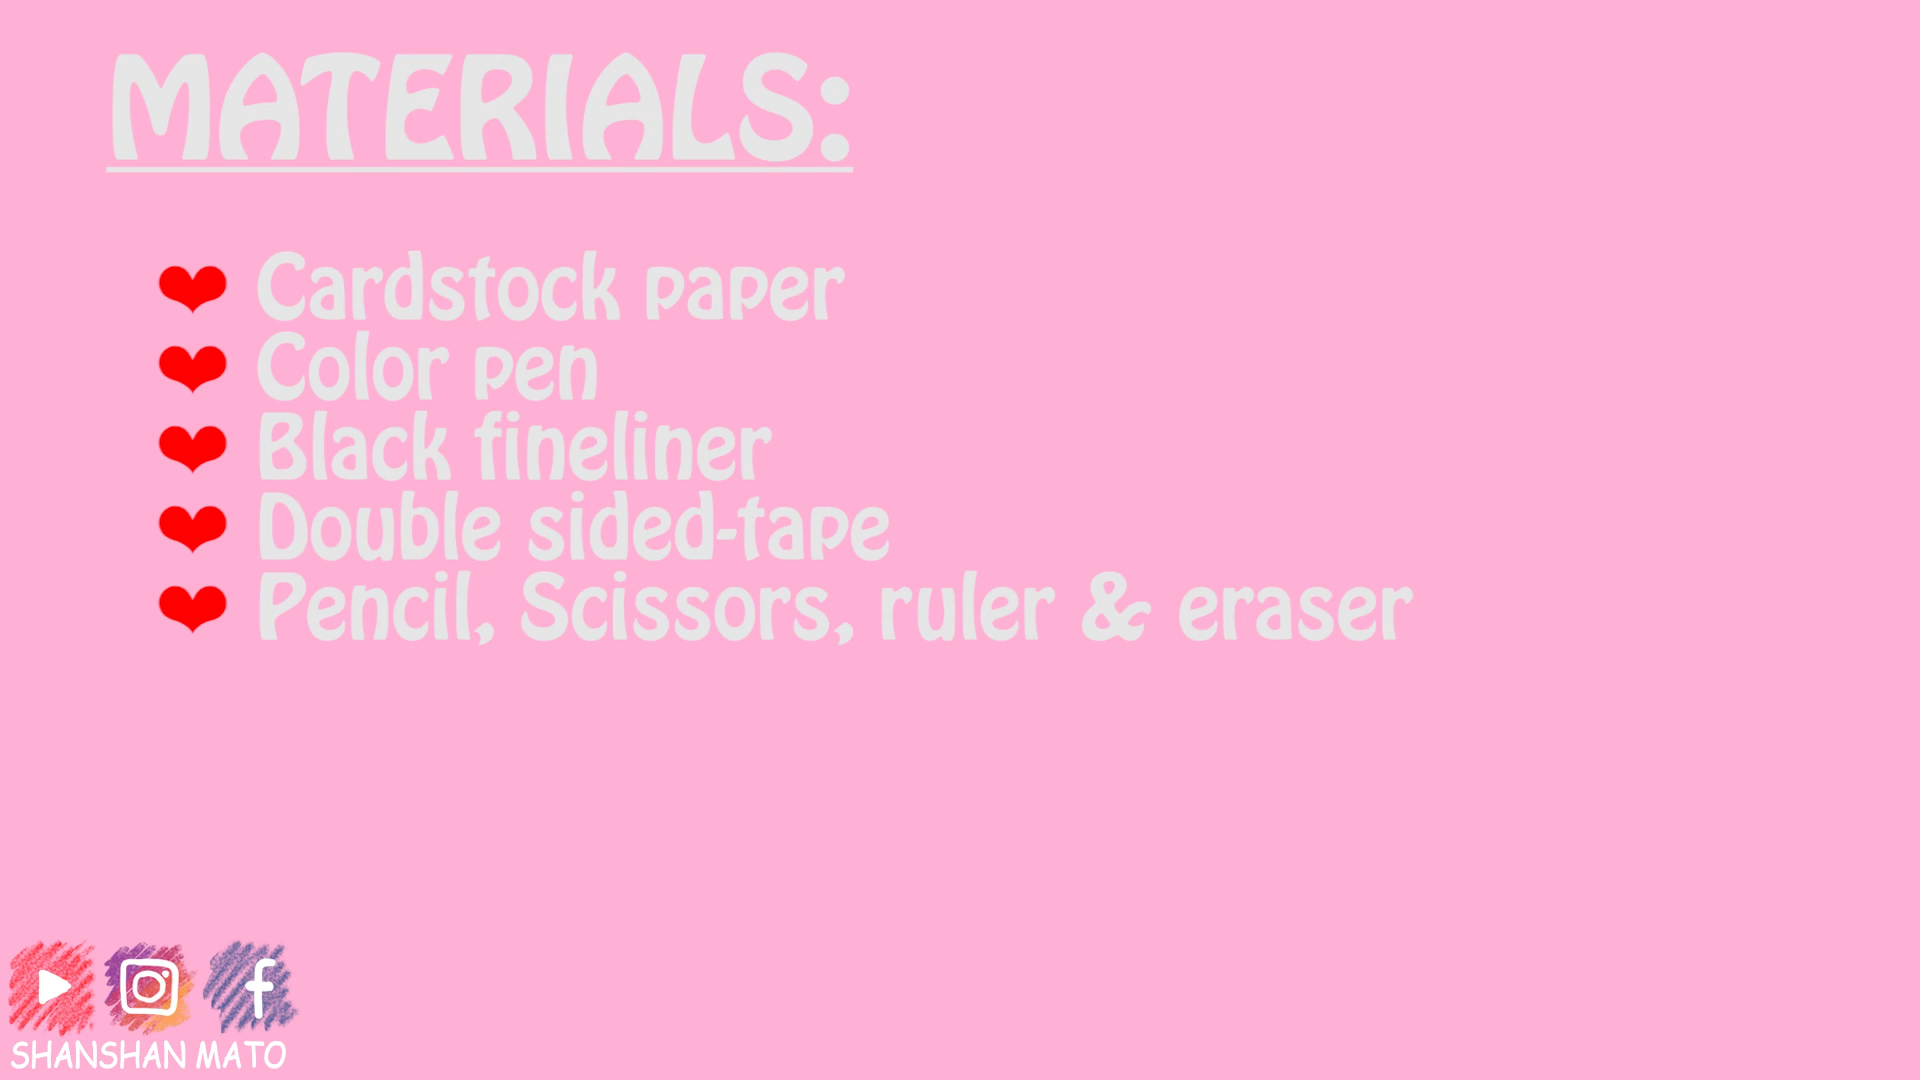 MATERIALS:
❤ Cardstock paper
❤ Color pen
❤ Black fineliner
❤ Double sided-tape
❤ Pencil, Scissors, ruler & eraser
SHANSHAN MATO